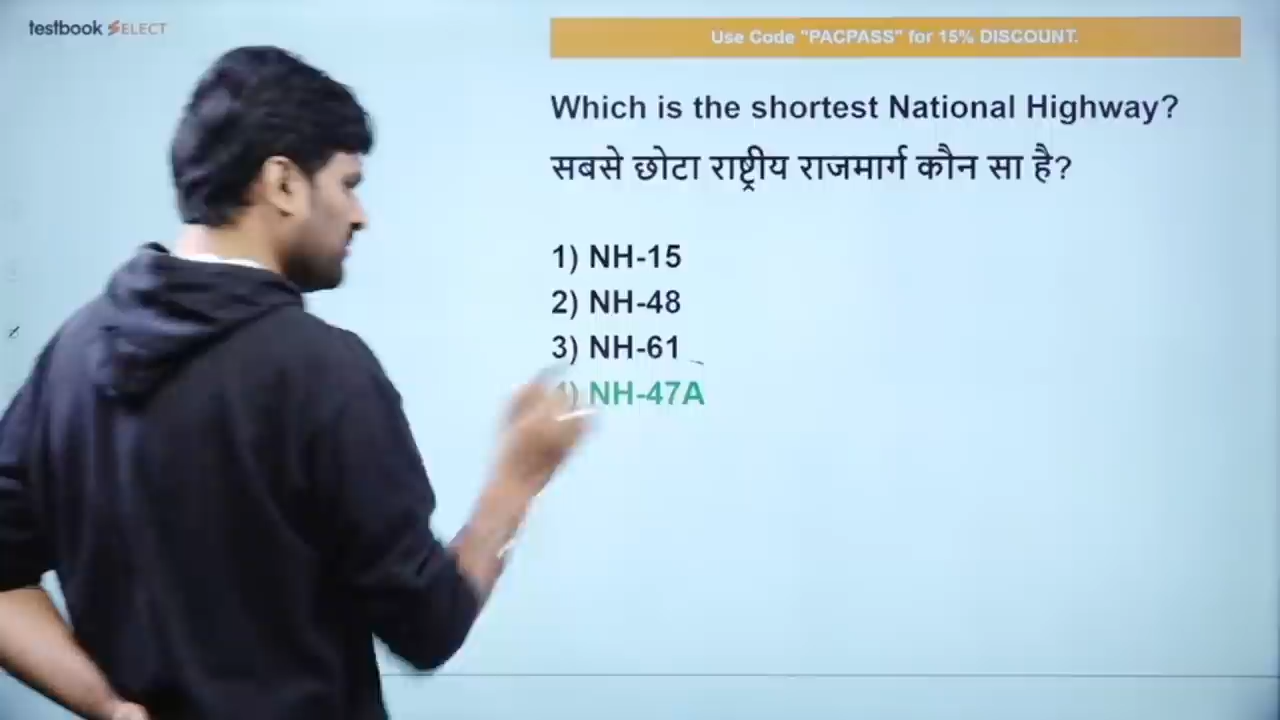 testbook SELECT
Use Code "PACPASS" for 15% DISCOUNT.
Which is the shortest National Highway?
सबसे छोटा राष्ट्रीय राजमार्ग कौन सा है?
1) NH-15
2) NH-48
3) NH-61
4) NH-47A